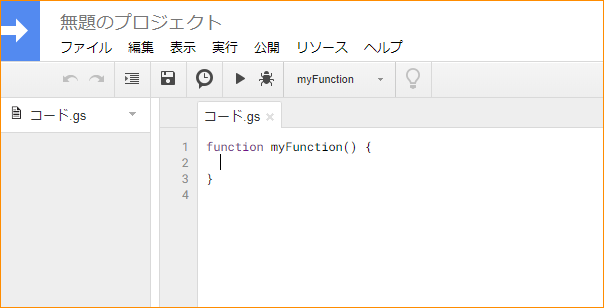 無題のプロジェクト
ファイル 編集 表示 実行 公開 リソース ヘルプ
myFunction
コード.gs
コード.gs ×
1 function myFunction() {
2
3 }
4